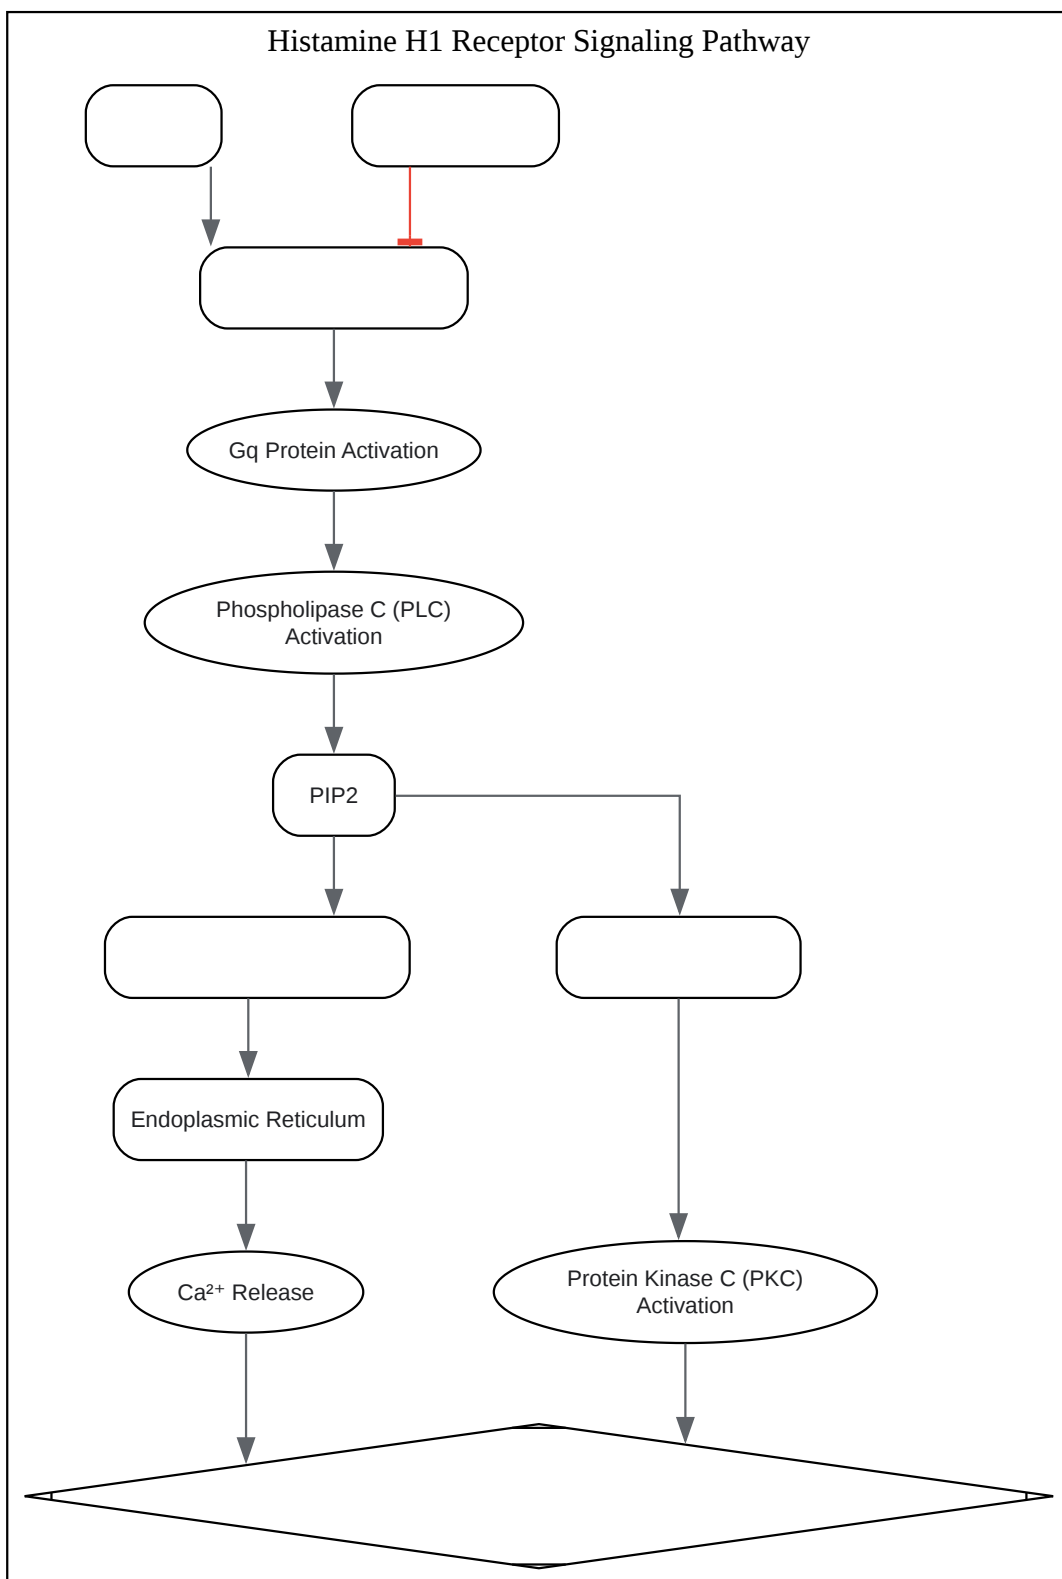 Histamine H1 Receptor Signaling Pathway
Gq Protein Activation
Phospholipase C (PLC)
Activation
PIP2
Endoplasmic Reticulum
Ca²⁺ Release
Protein Kinase C (PKC)
Activation